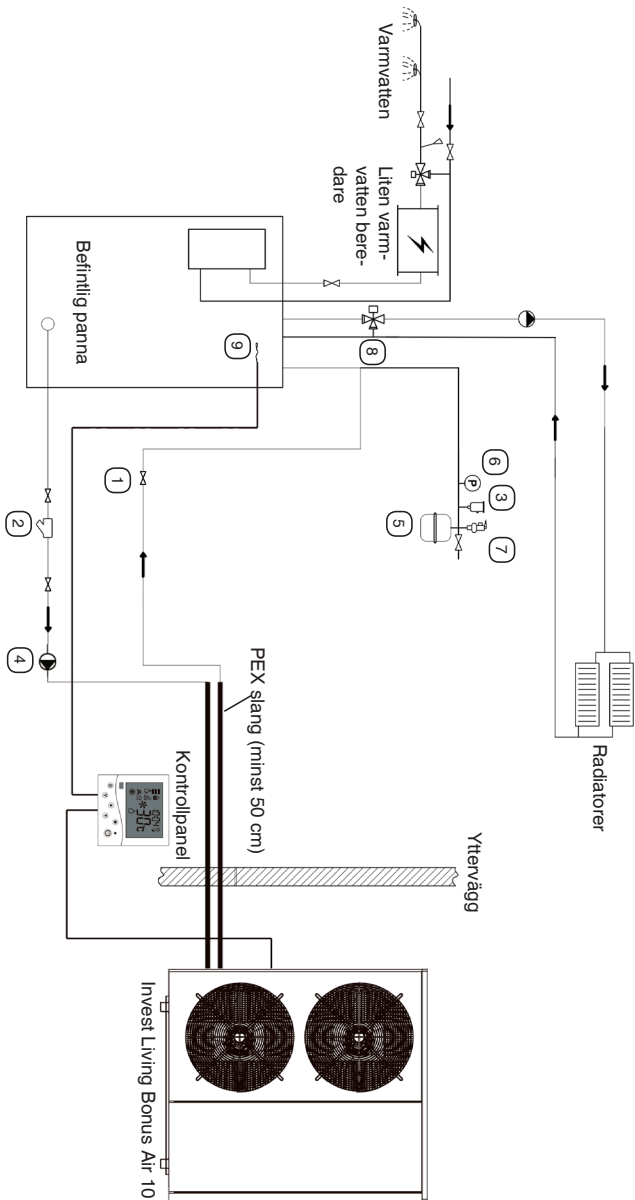 Radiatorer
6
3
7
P
Yttervägg
5
Varmvatten
Liten varm-
vatten bere-
dare
8
PEX slang (minst 50 cm)
9
Kontrollpanel
30°c
Invest Living Bonus Air 10
1
Befintlig panna
2
4